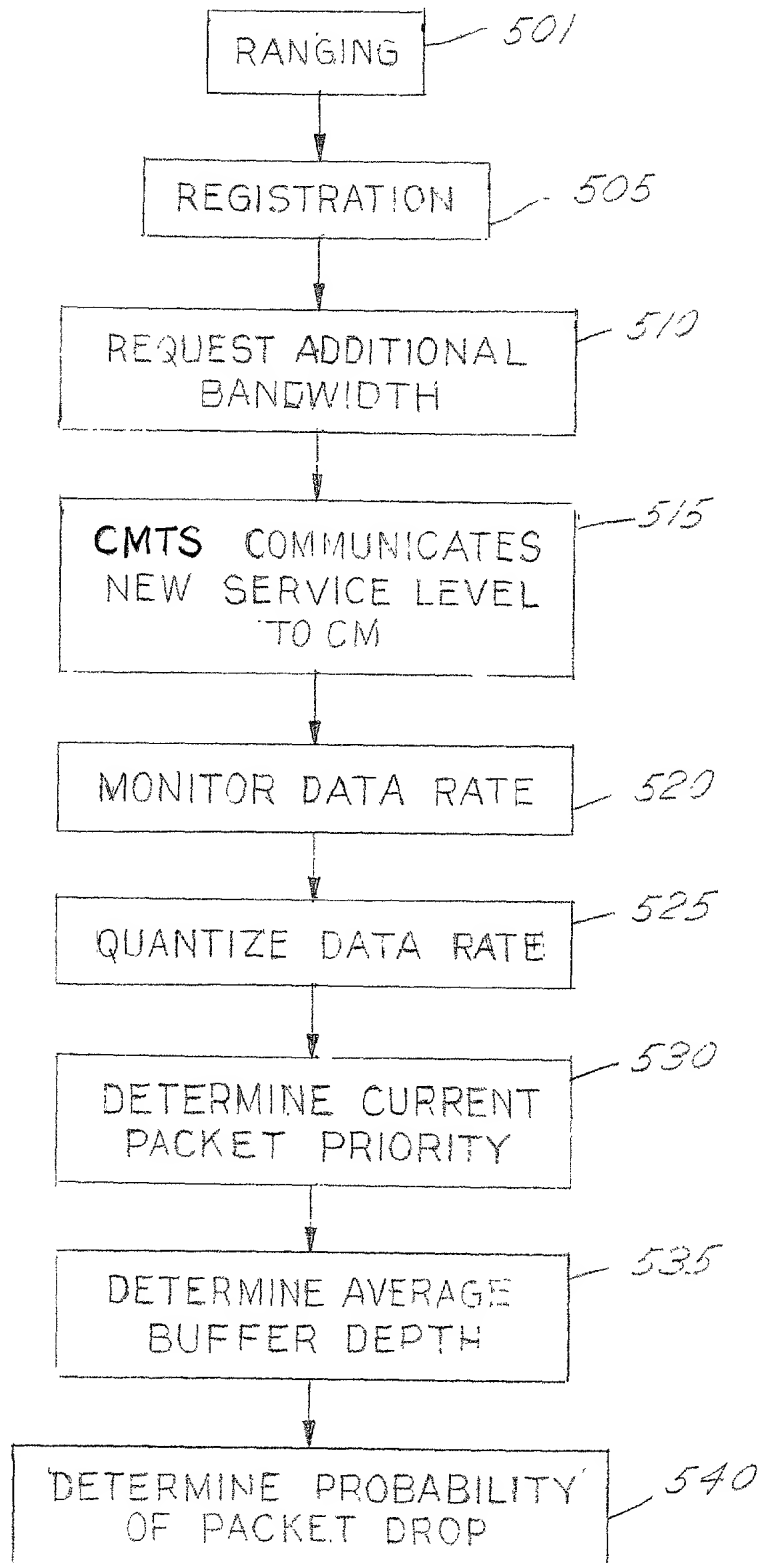 RANGING
501
REGISTRATION
505
REQUEST ADDITIONAL
BANDWIDTH
510
CMTS COMMUNICATES
NEW SERVICE LEVEL
TO CM
515
MONITOR DATA RATE
520
QUANTIZE DATA RATE
525
DETERMINE CURRENT
PACKET PRIORITY
530
DETERMINE AVERAGE
BUFFER DEPTH
535
DETERMINE PROBABILITY
OF PACKET DROP
540